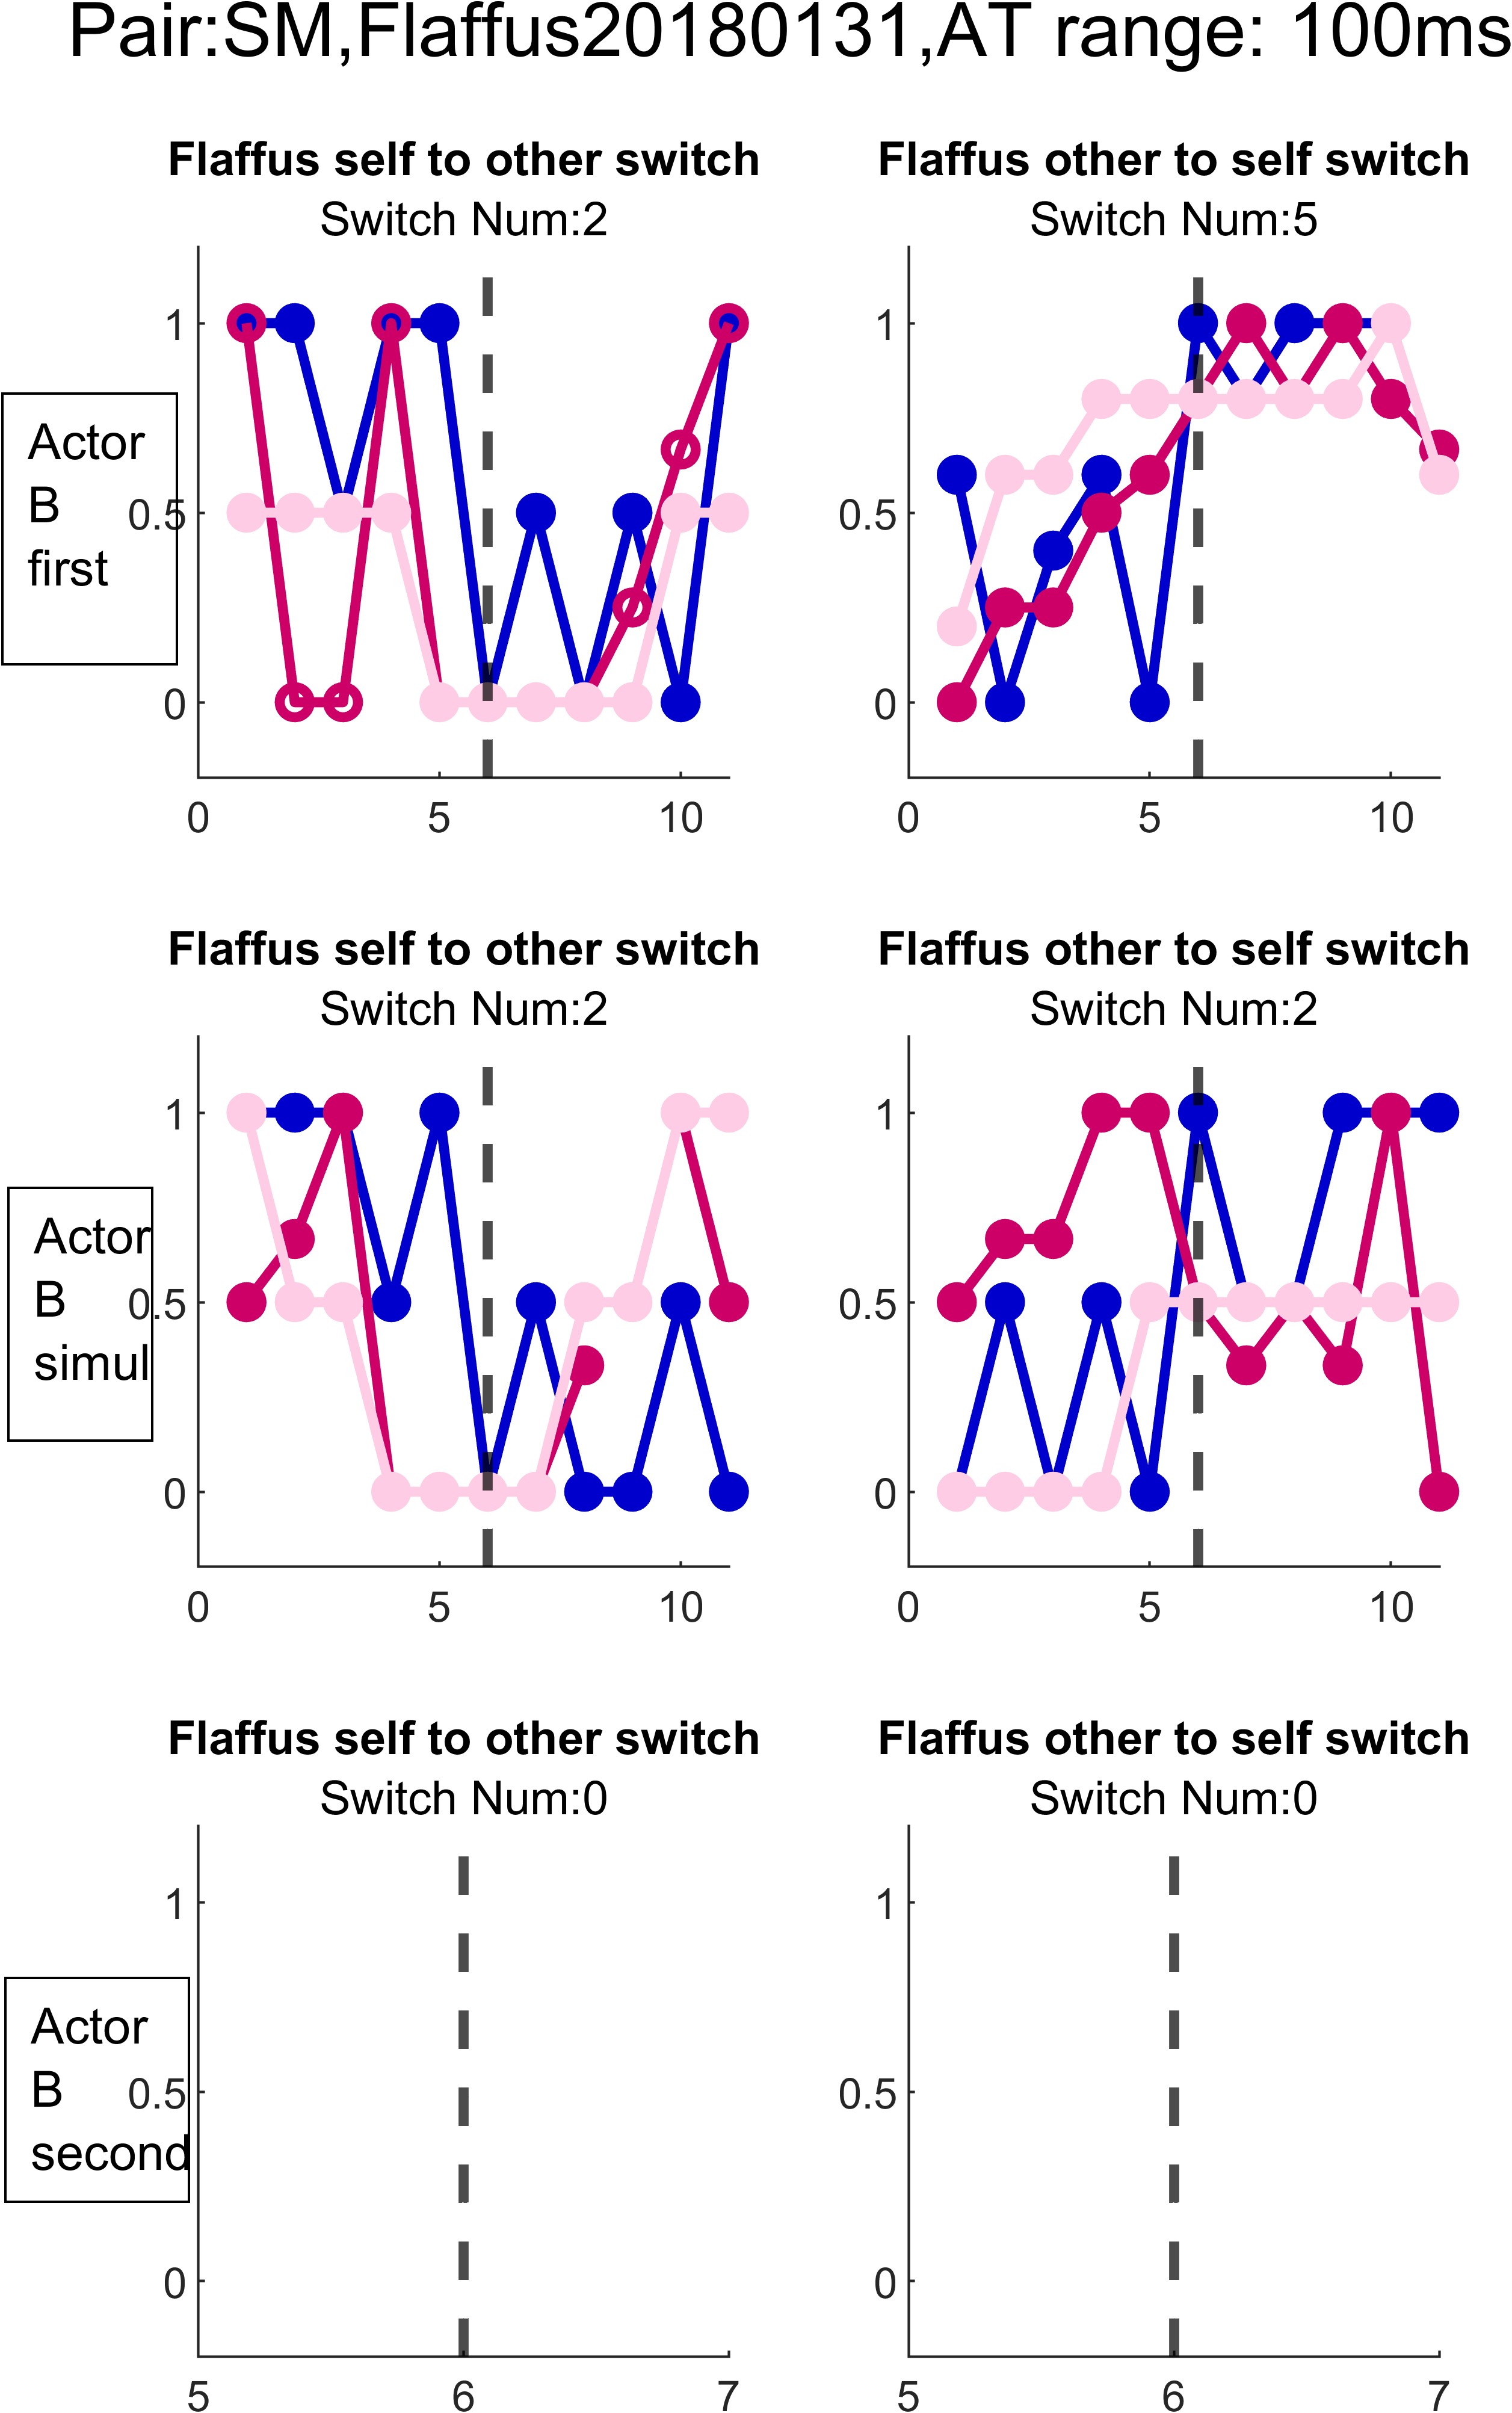 Pair:SM,Flaffus20180131,AT range: 100ms
Flaffus self to other switch
Switch Num:2
Flaffus other to self switch
Switch Num:5
Actor
B
first
1
0.5
0
0
5
10
1
0.5
0
0
5
10
Flaffus self to other switch
Switch Num:2
Flaffus other to self switch
Switch Num:2
Actor
B
simul
1
0.5
0
0
5
10
1
0.5
0
0
5
10
Flaffus self to other switch
Switch Num:0
Flaffus other to self switch
Switch Num:0
Actor
B
second
1
0.5
0
5
6
7
1
0.5
0
5
6
7